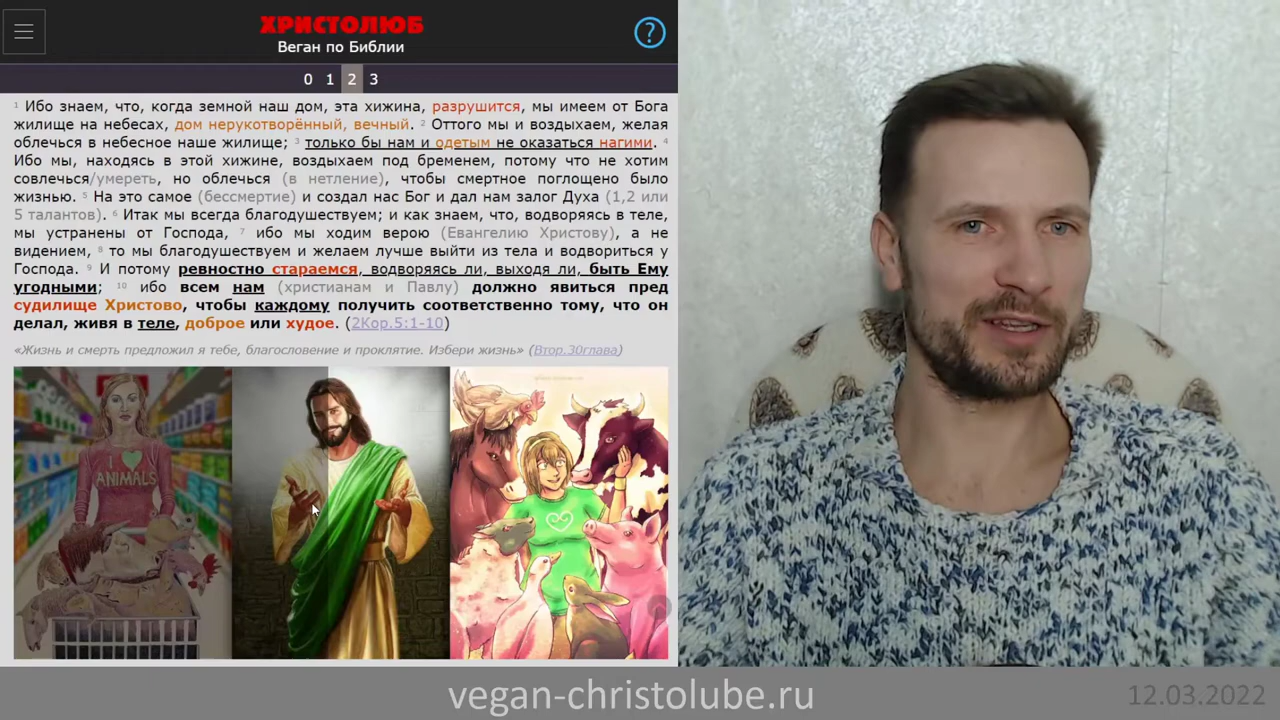 ХРИСТОЛЮБ
Веган по Библии
?
0 1 2 3
1 Ибо знаем, что, когда земной наш дом, эта хижина, разрушится, мы имеем от Бога
жилище на небесах, дом нерукотворённый, вечный. 2 Оттого мы и воздыхаем, желая
облечься в небесное наше жилище; 3 только бы нам и одетым не оказаться нагими. 4
Ибо мы, находясь в этой хижине, воздыхаем под бременем, потому что не хотим
совлечься/умереть, но облечься (в нетление), чтобы смертное поглощено было
жизнью. 5 На это самое (бессмертие) и создал нас Бог и дал нам залог Духа (1,2 или
5 талантов). 6 Итак мы всегда благодушествуем; и как знаем, что, водворяясь в теле,
мы устранены от Господа, 7 ибо мы ходим верою (Евангелию Христову), а не
видением, 8 то мы благодушествуем и желаем лучше выйти из тела и водвориться у
Господа. 9 И потому ревностно стараемся, водворяясь ли, выходя ли, быть Ему
угодными; 10 ибо всем нам (христианам и Павлу) должно явиться пред
судилище Христово, чтобы каждому получить соответственно тому, что он
делал, живя в теле, доброе или худое. (2Кор.5:1-10)
«Жизнь и смерть предложил я тебе, благословение и проклятие. Избери жизнь» (Втор.30глава)
I
ANIMALS
vegan-christolube.ru
12.03.2022